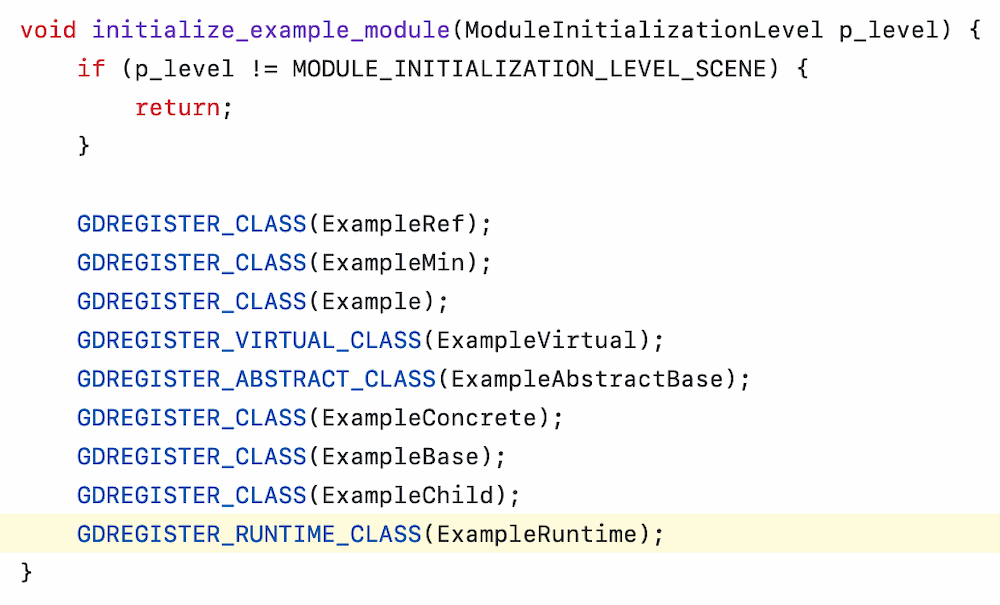 void initialize_example_module(ModuleInitializationLevel p_level) {
    if (p_level != MODULE_INITIALIZATION_LEVEL_SCENE) {
        return;
    }

    GDREGISTER_CLASS(ExampleRef);
    GDREGISTER_CLASS(ExampleMin);
    GDREGISTER_CLASS(Example);
    GDREGISTER_VIRTUAL_CLASS(ExampleVirtual);
    GDREGISTER_ABSTRACT_CLASS(ExampleAbstractBase);
    GDREGISTER_CLASS(ExampleConcrete);
    GDREGISTER_CLASS(ExampleBase);
    GDREGISTER_CLASS(ExampleChild);
    GDREGISTER_RUNTIME_CLASS(ExampleRuntime);
}